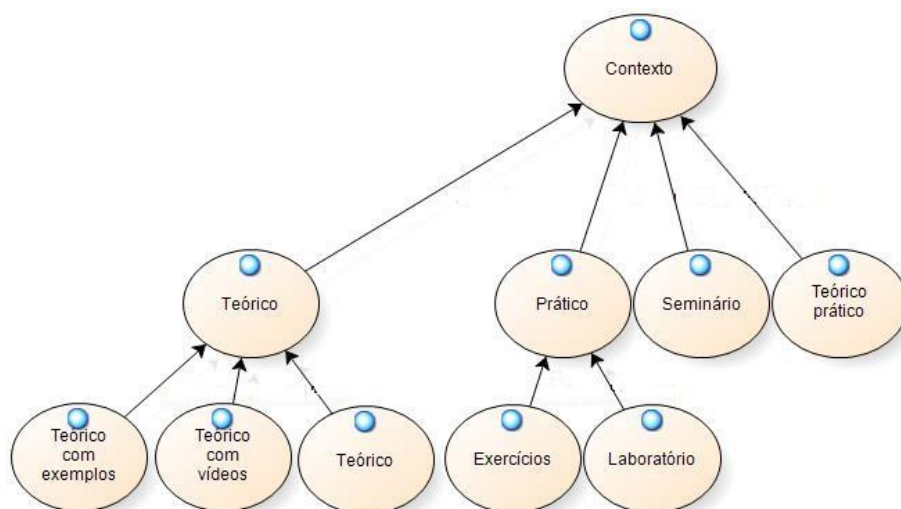 Contexto
Teórico
Prático
Seminário
Teórico
prático
Teórico
com
exemplos
Teórico
com
vídeos
Teórico
Exercícios
Laboratório